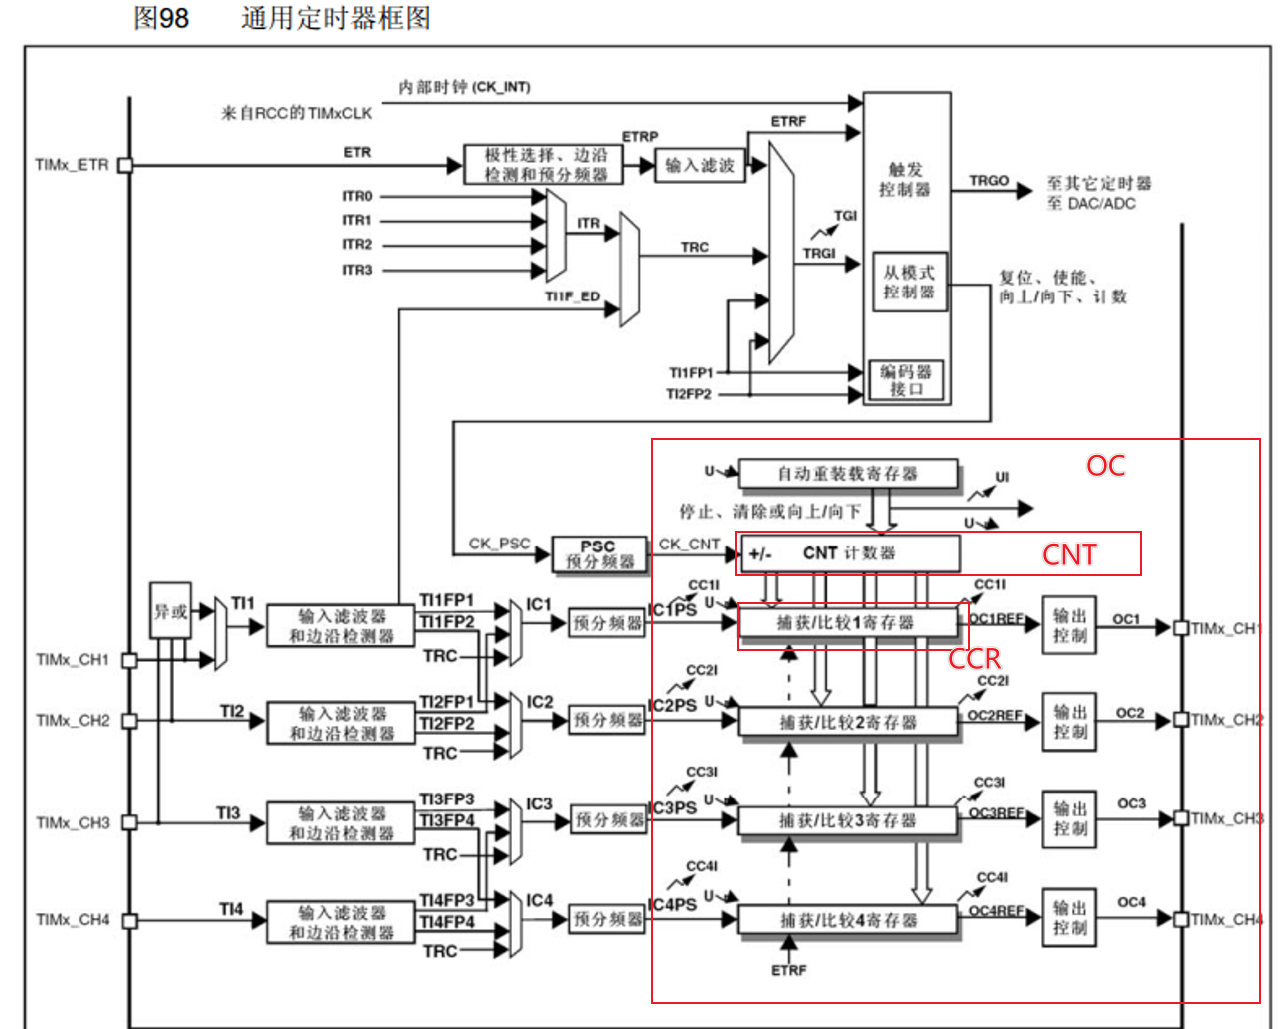 图98 通用定时器框图
内部时钟 (CK_INT)
来自RCC的TIMxCLK
ETRF
ETRP
TIMx_ETR
ETR
极性选择、边沿
检测和预分频器
输入滤波
触发
控制器
TRGO
至其它定时器
至 DAC/ADC
ITR0
ITR1
ITR2
ITR3
ITR
TRC
TGI
TRGI
TI1F_ED
从模式
控制器
复位、使能、
向上/向下、计数
TI1FP1
TI2FP2
编码器
接口
OC
U
自动重装载寄存器
UI
停止、清除或向上/向下
U
CK_PSC
PSC
预分频器
CK_CNT
+/-
CNT 计数器
CNT
异或
TI1
输入滤波器
和边沿检测器
TI1FP1
TI1FP2
TRC
IC1
预分频器
CC1I
IC1PS
U
捕获/比较1寄存器
CC1I
OC1REF
输出
控制
OC1
TIMx_CH1
TIMx_CH1
CCR
TIMx_CH2
TI2
输入滤波器
和边沿检测器
TI2FP1
TI2FP2
TRC
IC2
预分频器
CC2I
IC2PS
U
捕获/比较2寄存器
CC2I
OC2REF
输出
控制
OC2
TIMx_CH2
TIMx_CH3
TI3
输入滤波器
和边沿检测器
TI3FP3
TI3FP4
TRC
IC3
预分频器
CC3I
IC3PS
U
捕获/比较3寄存器
CC3I
OC3REF
输出
控制
OC3
TIMx_CH3
TIMx_CH4
TI4
输入滤波器
和边沿检测器
TI4FP3
TI4FP4
TRC
IC4
预分频器
CC4I
IC4PS
U
捕获/比较4寄存器
CC4I
OC4REF
输出
控制
OC4
TIMx_CH4
ETRF